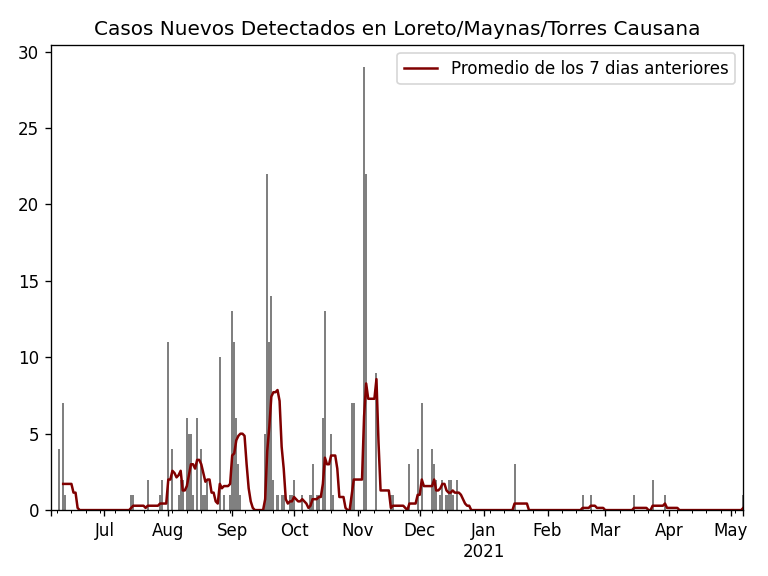 Casos Nuevos Detectados en Loreto/Maynas/Torres Causana
Promedio de los 7 dias anteriores
30
25
20
15
10
5
0
Jul Aug Sep Oct Nov Dec Jan Feb Mar Apr May
2021